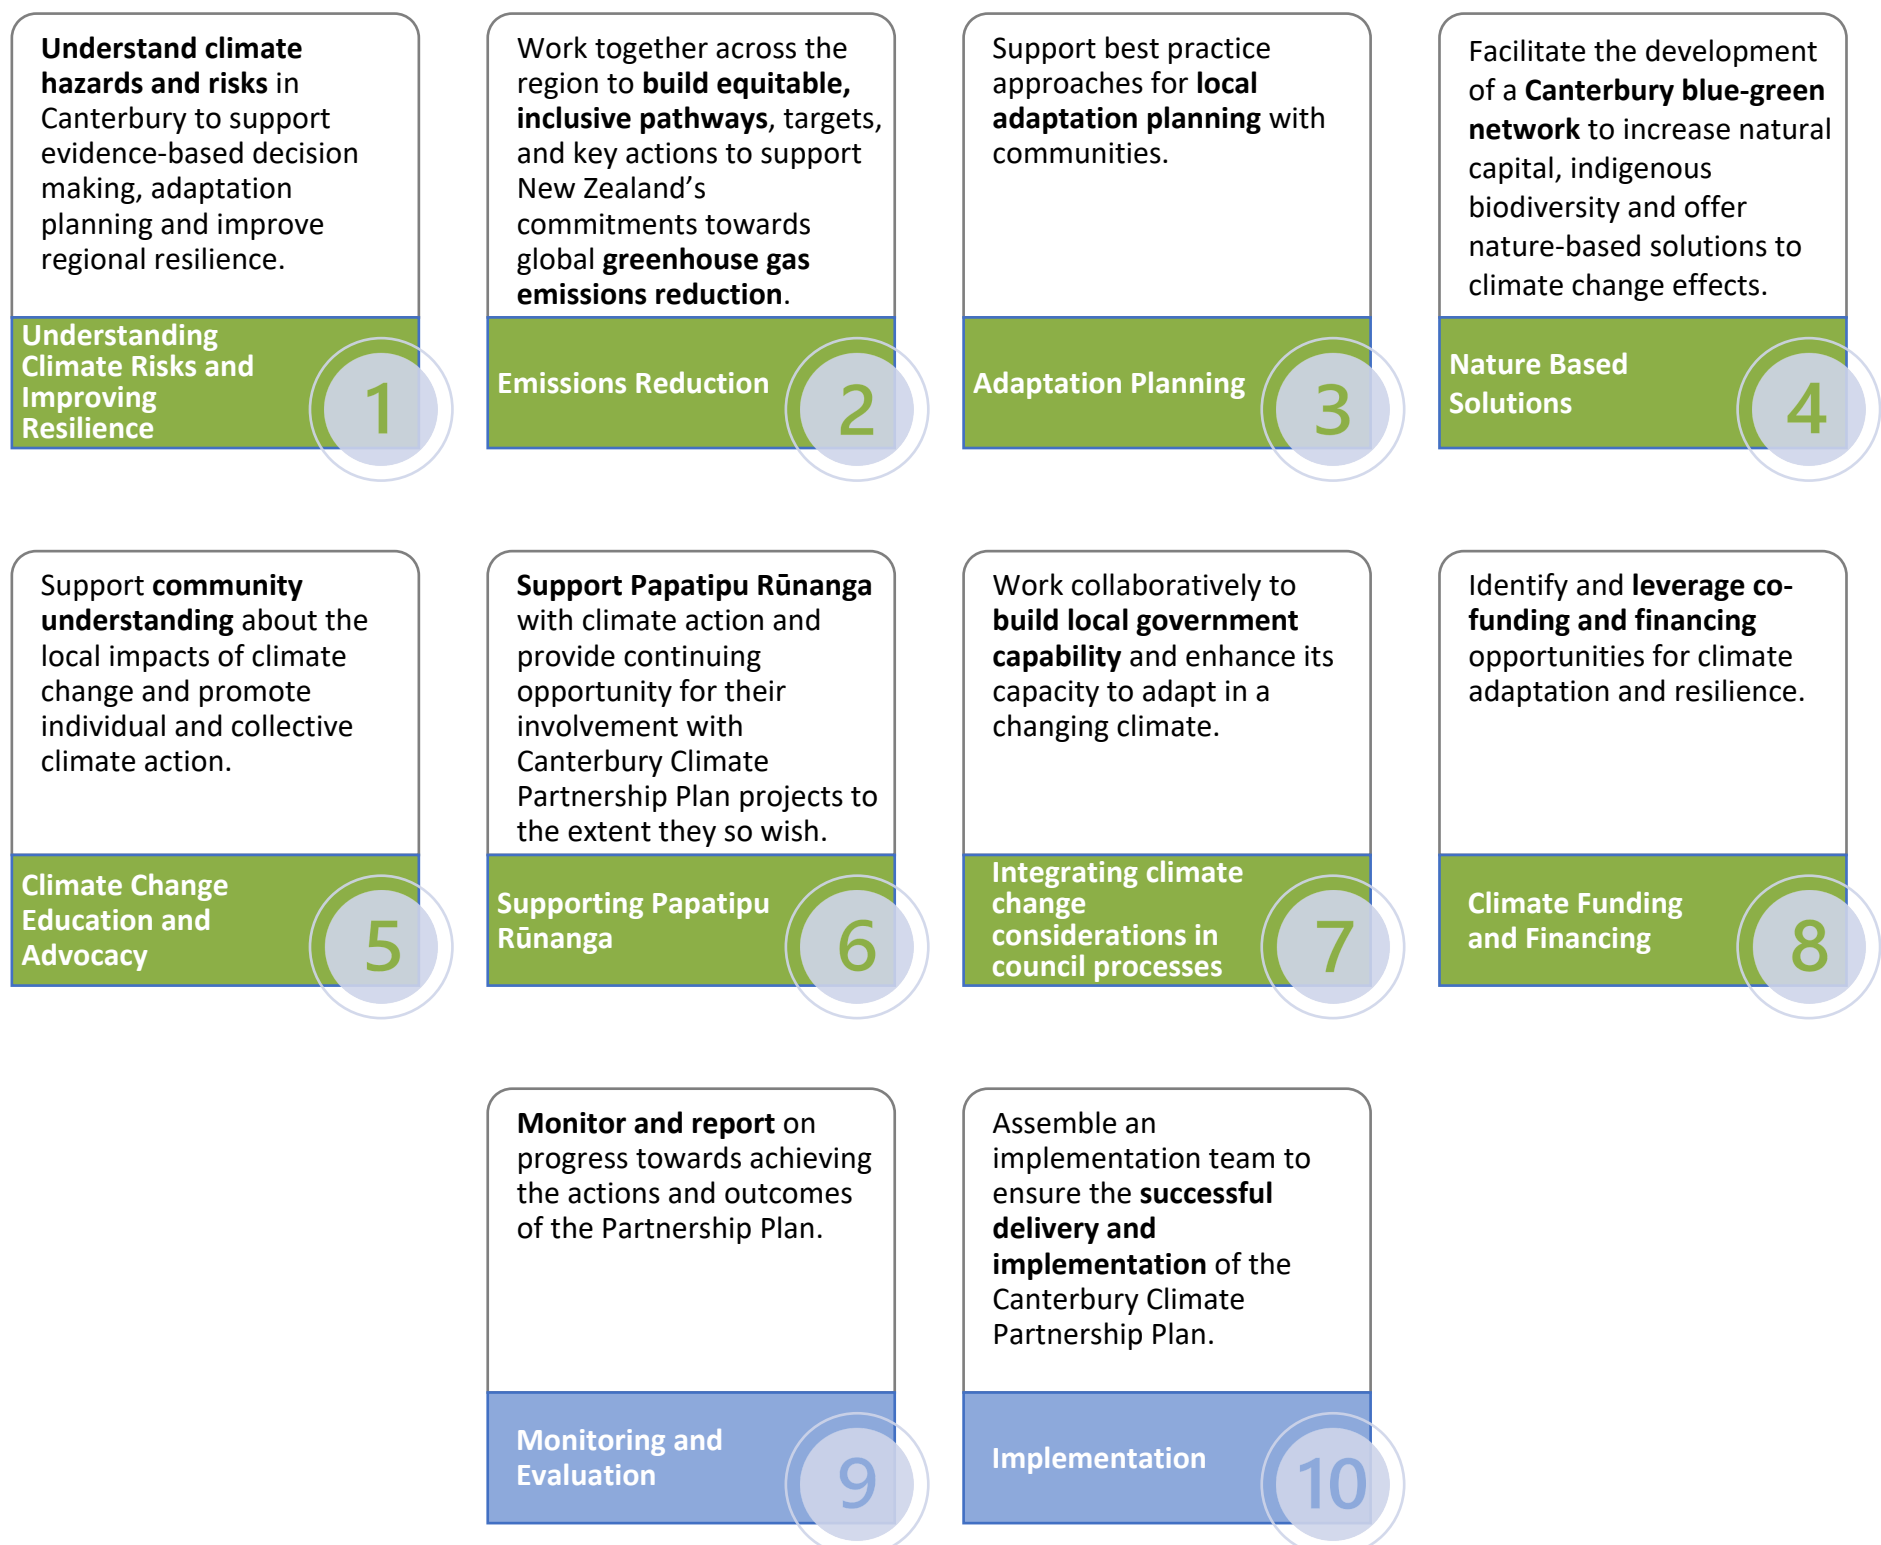 Understand climate
hazards and risks in
Canterbury to support
evidence-based decision
making, adaptation
planning and improve
regional resilience.
Understanding
Climate Risks and
Improving
Resilience
1
Work together across the
region to build equitable,
inclusive pathways, targets,
and key actions to support
New Zealand’s
commitments towards
global greenhouse gas
emissions reduction.
Emissions Reduction
2
Support best practice
approaches for local
adaptation planning with
communities.
Adaptation Planning
3
Facilitate the development
of a Canterbury blue-green
network to increase natural
capital, indigenous
biodiversity and offer
nature-based solutions to
climate change effects.
Nature Based
Solutions
4
Support community
understanding about the
local impacts of climate
change and promote
individual and collective
climate action.
Climate Change
Education and
Advocacy
5
Support Papatipu Rūnanga
with climate action and
provide continuing
opportunity for their
involvement with
Canterbury Climate
Partnership Plan projects to
the extent they so wish.
Supporting Papatipu
Rūnanga
6
Work collaboratively to
build local government
capability and enhance its
capacity to adapt in a
changing climate.
Integrating climate
change
considerations in
council processes
7
Identify and leverage co-
funding and financing
opportunities for climate
adaptation and resilience.
Climate Funding
and Financing
8
Monitor and report on
progress towards achieving
the actions and outcomes
of the Partnership Plan.
Monitoring and
Evaluation
9
Assemble an
implementation team to
ensure the successful
delivery and
implementation of the
Canterbury Climate
Partnership Plan.
Implementation
10